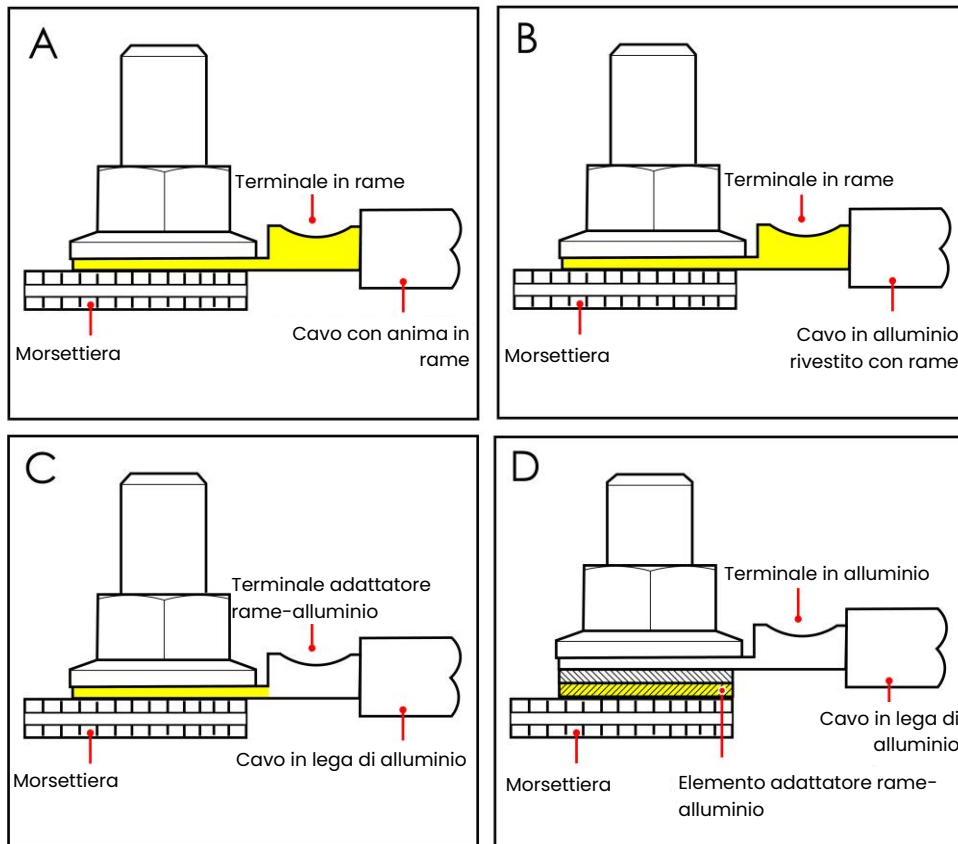 A
Terminale in rame
Cavo con anima in
rame
Morsettiera
B
Terminale in rame
Cavo in alluminio
rivestito con rame
Morsettiera
C
Terminale adattatore
rame-alluminio
Cavo in lega di alluminio
Morsettiera
D
Terminale in alluminio
Cavo in lega di
alluminio
Morsettiera
Elemento adattatore rame-
alluminio